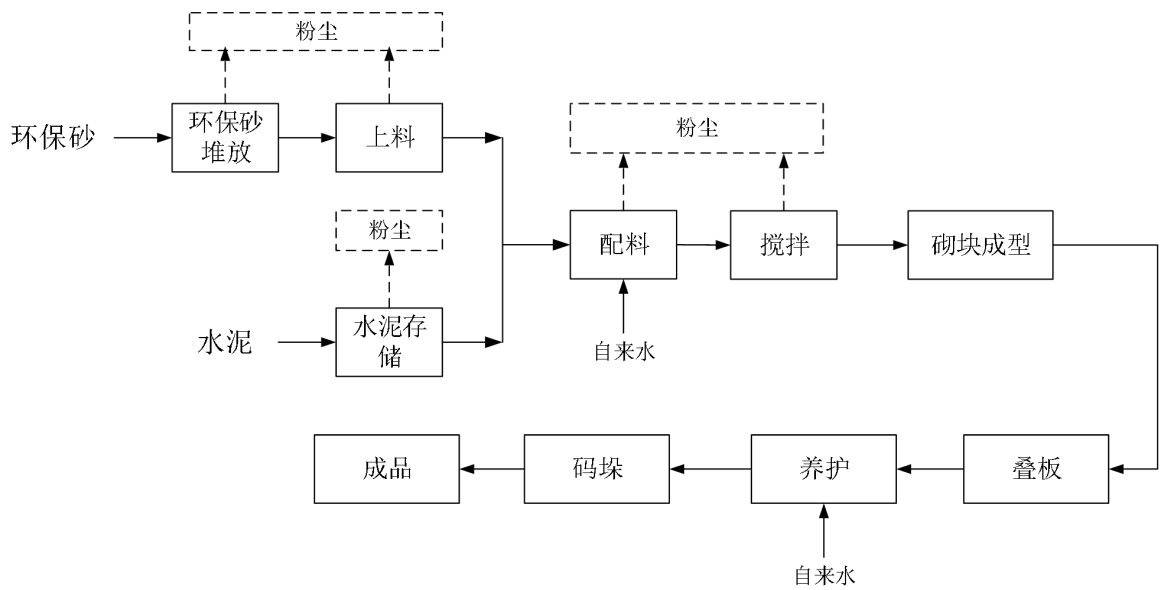 粉尘
环保砂
环保砂
堆放
上料
粉尘
粉尘
配料
搅拌
砌块成型
水泥
水泥存
储
自来水
成品
码垛
养护
叠板
自来水